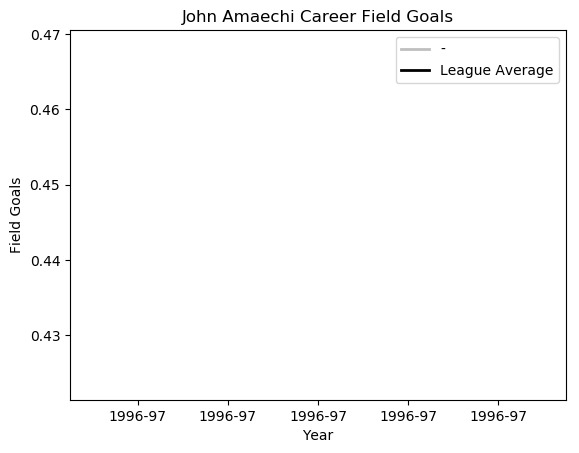 John Amaechi Career Field Goals
-
League Average
0.47
0.46
0.45
0.44
0.43
Field Goals
1996-97 1996-97 1996-97 1996-97 1996-97
Year